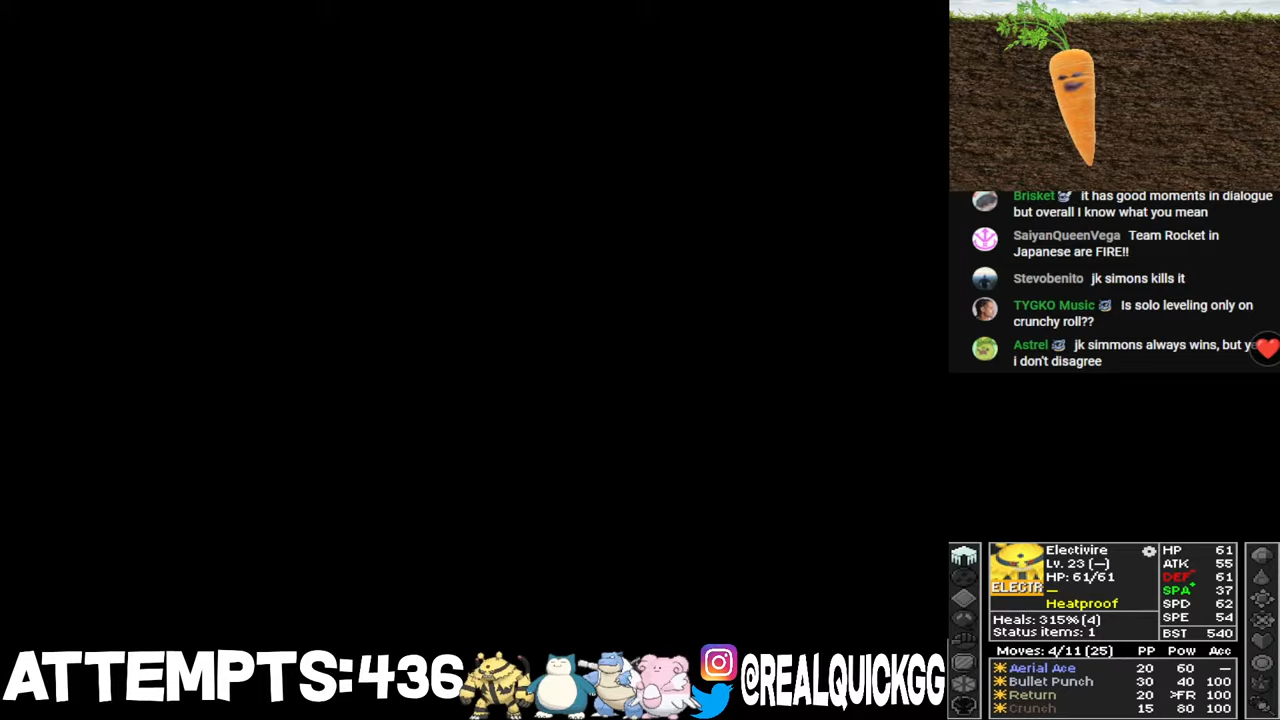 Brisket it has good moments in dialogue
but overall I know what you mean
SaiyanQueenVega Team Rocket in
Japanese are FIRE!!
Stevobenito jk simons kills it
TYGKO Music Is solo leveling only on
crunchy roll??
Astrel jk simmons always wins, but
i don't disagree
Electivire
Lv. 23 (—)
HP: 61/61
—
Heatproof
ELECTR
HP 61
ATK 55
DEF 61
SPA 37
SPD 62
SPE 54
BST 540
Heals: 315% (4)
Status items: 1
Moves: 4/11 (25) PP Pow Acc
Aerial Ace 20 60 —
Bullet Punch 30 40 100
Return 20 >FR 100
Crunch 15 80 100
ATTEMPTS:436
@REALQUICKGG